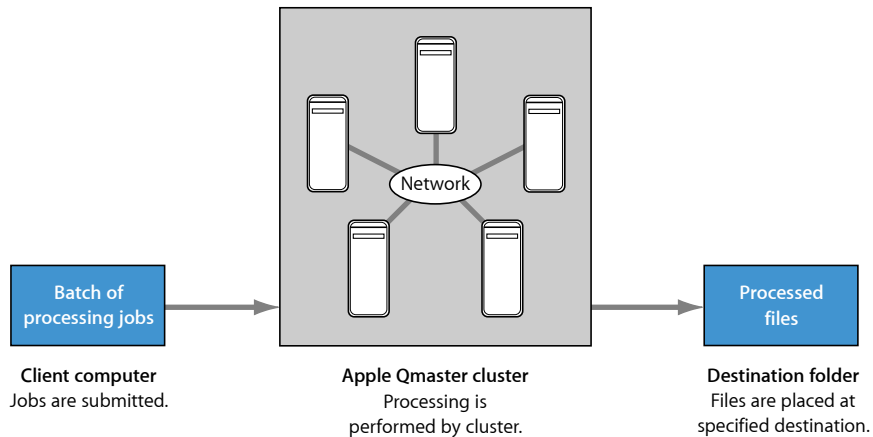 Network
Batch of
processing jobs
Processed
files
Client computer
Jobs are submitted.
Apple Qmaster cluster
Processing is
performed by cluster.
Destination folder
Files are placed at
specified destination.